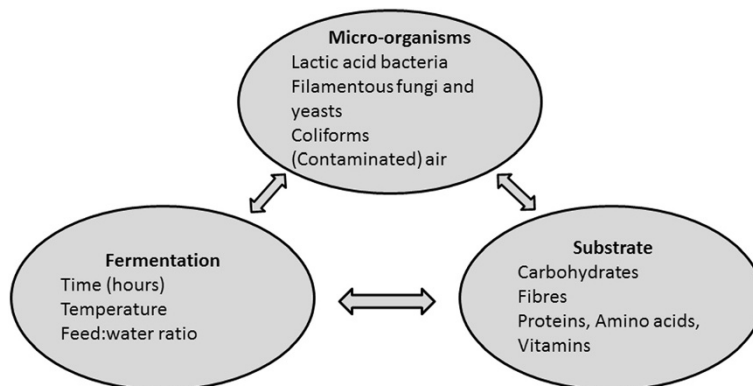 Micro-organisms
Lactic acid bacteria
Filamentous fungi and
yeasts
Coliforms
(Contaminated) air
Fermentation
Time (hours)
Temperature
Feed:water ratio
Substrate
Carbohydrates
Fibres
Proteins, Amino acids,
Vitamins